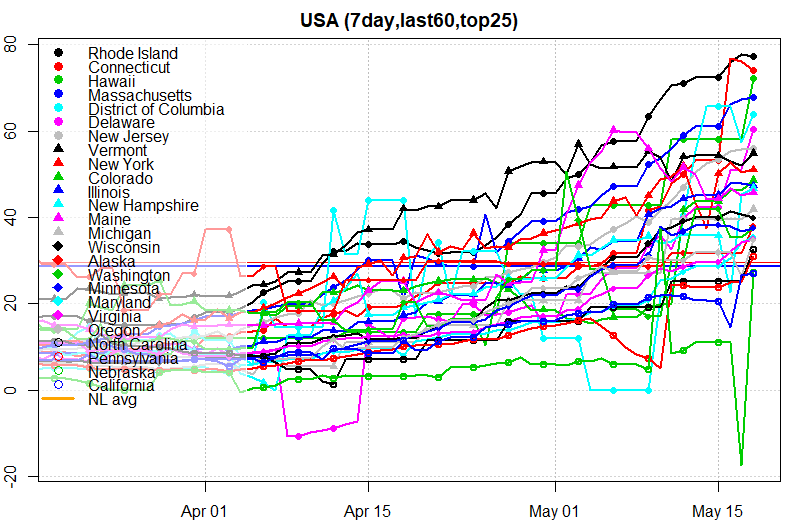 USA (7day,last60,top25)
80
60
40
20
0
-20
Rhode Island
Connecticut
Hawaii
Massachusetts
District of Columbia
Delaware
New Jersey
Vermont
New York
Colorado
Illinois
New Hampshire
Maine
Michigan
Wisconsin
Alaska
Washington
Minnesota
Maryland
Virginia
Oregon
North Carolina
Pennsylvania
Nebraska
California
NL avg
Apr 01
Apr 15
May 01
May 15